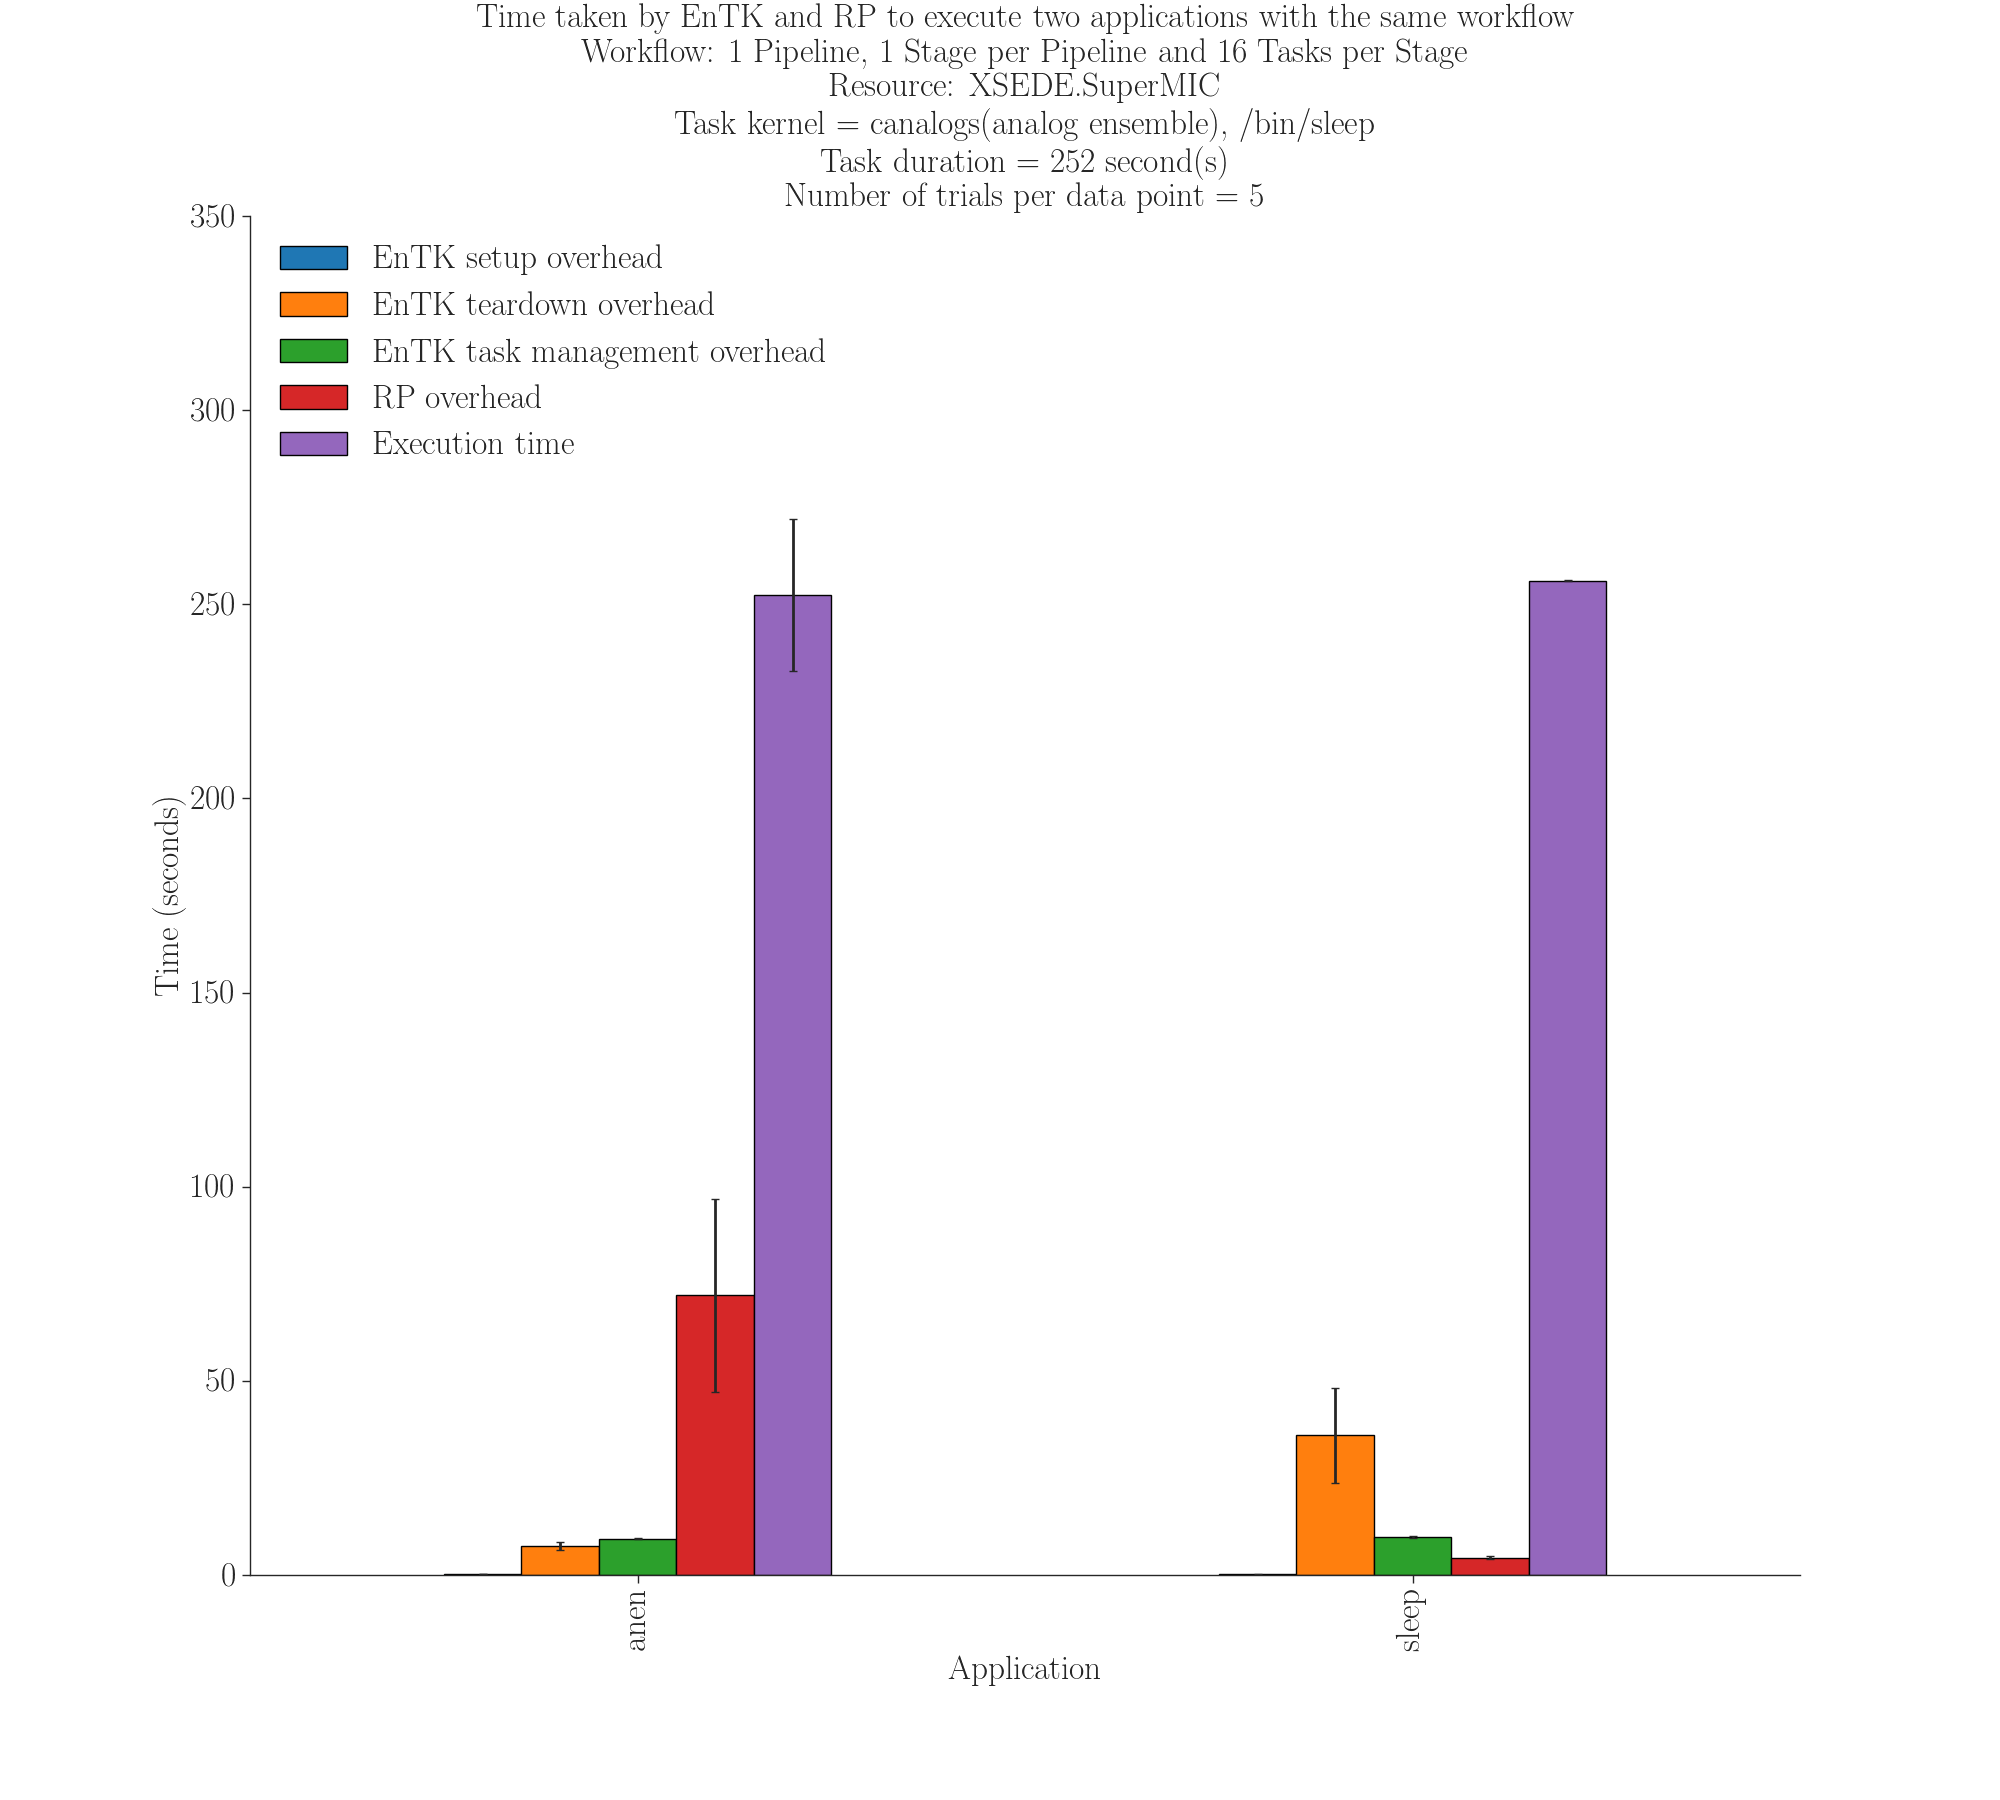 Time taken by EnTK and RP to execute two applications with the same workflow
Workflow: 1 Pipeline, 1 Stage per Pipeline and 16 Tasks per Stage
Resource: XSEDE.SuperMIC
Task kernel = canalogs(analog ensemble), /bin/sleep
Task duration = 252 second(s)
Number of trials per data point = 5
EnTK setup overhead
EnTK teardown overhead
EnTK task management overhead
RP overhead
Execution time
350
300
250
200
150
100
50
0
Time (seconds)
anen
sleep
Application